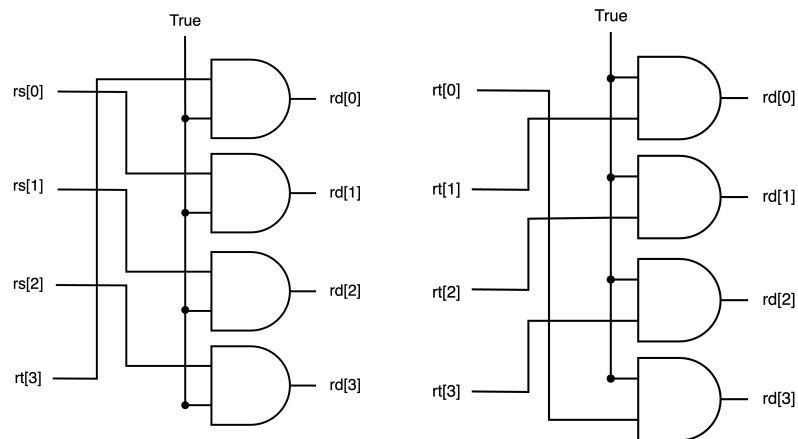 True
rs[0]
rd[0]
rs[1]
rd[1]
rs[2]
rd[2]
rt[3]
rd[3]
True
rt[0]
rd[0]
rt[1]
rd[1]
rt[2]
rd[2]
rt[3]
rd[3]